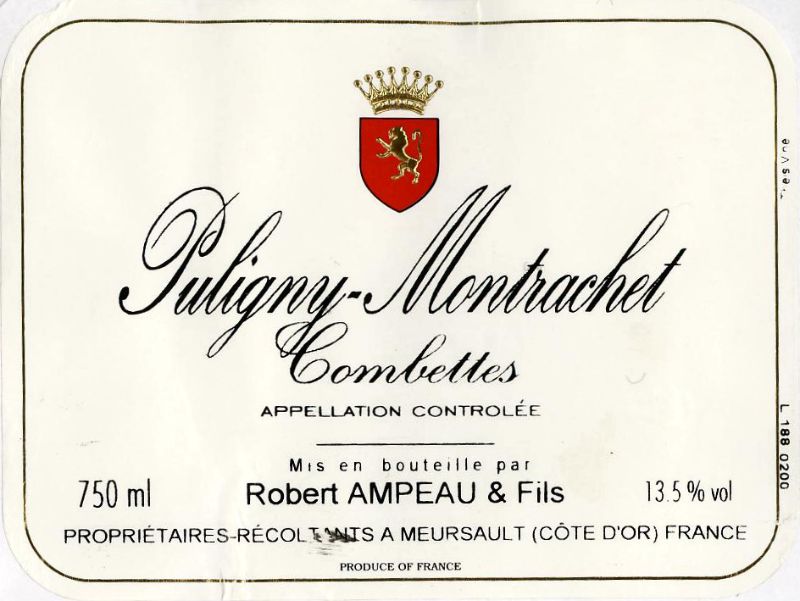 Puligny-Montrachet
Combettes
APPELLATION CONTROLÉE
Mis en bouteille par
750 ml
Robert AMPEAU & Fils
13.5 % vol
PROPRIÉTAIRES-RÉCOLTANTS A MEURSAULT (CÔTE D'OR) FRANCE
PRODUCE OF FRANCE
L 188 0200